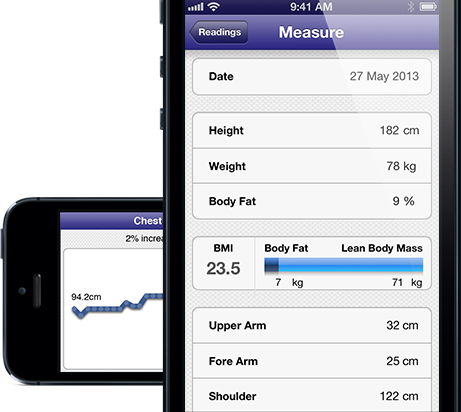 9:41 AM
Readings
Measure
Date 27 May 2013
Height 182 cm
Weight 78 kg
Body Fat 9 %
BMI Body Fat Lean Body Mass
23.5
7 kg 71 kg
Upper Arm 32 cm
Fore Arm 25 cm
Shoulder 122 cm
Chest
2% increa
94.2cm